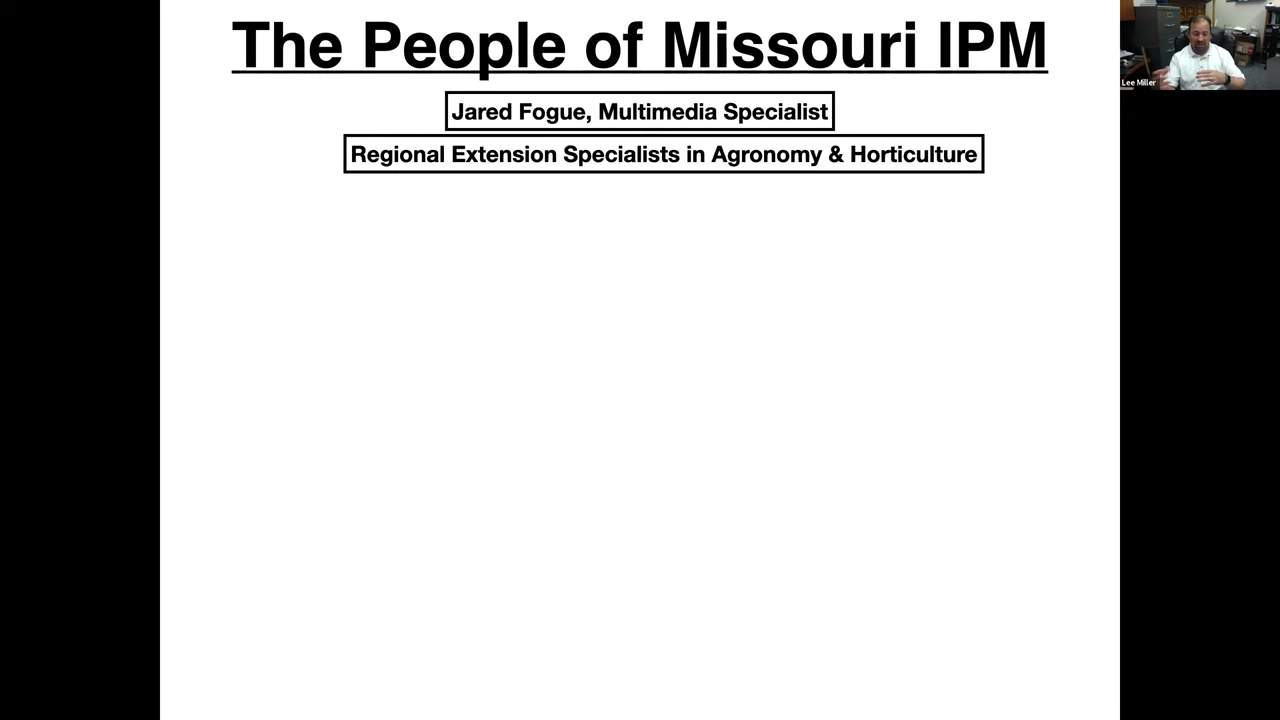 The People of Missouri IPM
Lee Miller
Jared Fogue, Multimedia Specialist
Regional Extension Specialists in Agronomy & Horticulture